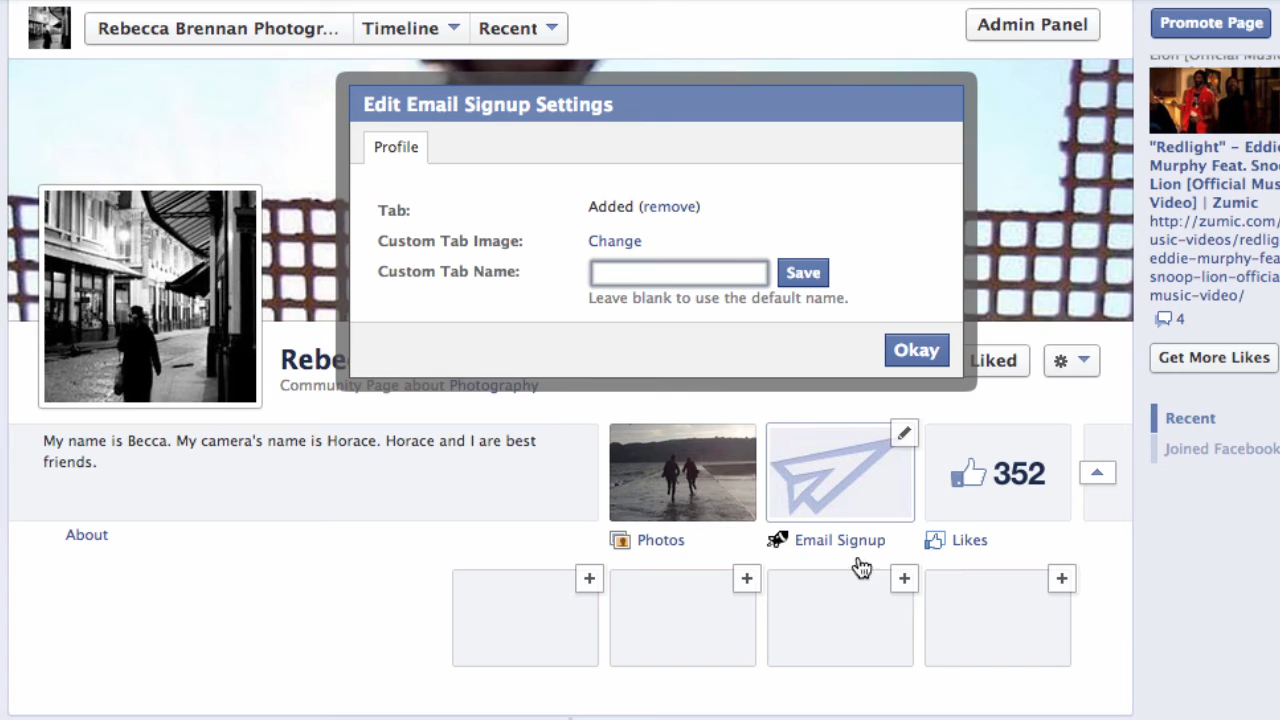 Rebecca Brennan Photogr...
Timeline
Recent
Admin Panel
Promote Page
Edit Email Signup Settings
Profile
Tab:
Added (remove)
Custom Tab Image:
Change
Custom Tab Name:
Save
Leave blank to use the default name.
Okay
Rebe
Liked
Community Page about Photography
My name is Becca. My camera's name is Horace. Horace and I are best
friends.
About
Photos
Email Signup
352
Likes
Lion [Official Music
"Redlight" – Eddie
Murphy Feat. Snoo
Lion [Official Mus
Video] | Zumic
http://zumic.com/
usic-videos/redlig
eddie-murphy-fea
snoop-lion-officia
music-video/
4
Get More Likes
Recent
Joined Facebook